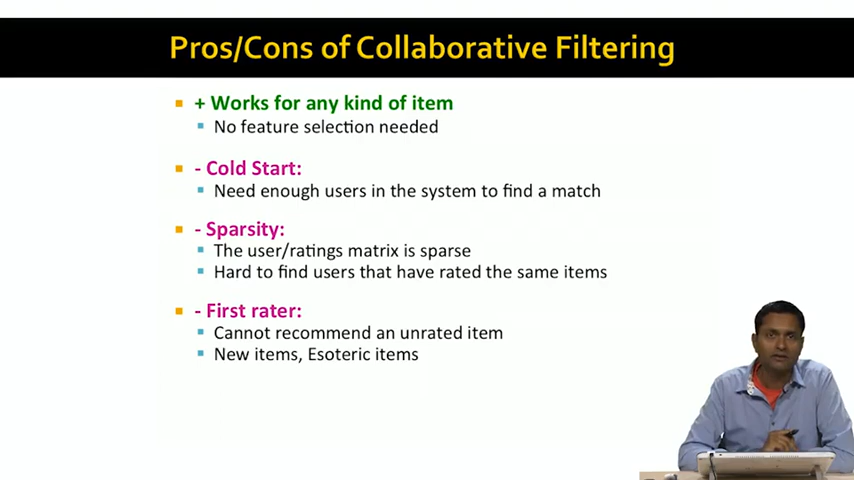 Pros/Cons of Collaborative Filtering
+ Works for any kind of item
No feature selection needed
- Cold Start:
Need enough users in the system to find a match
- Sparsity:
The user/ratings matrix is sparse
Hard to find users that have rated the same items
- First rater:
Cannot recommend an unrated item
New items, Esoteric items